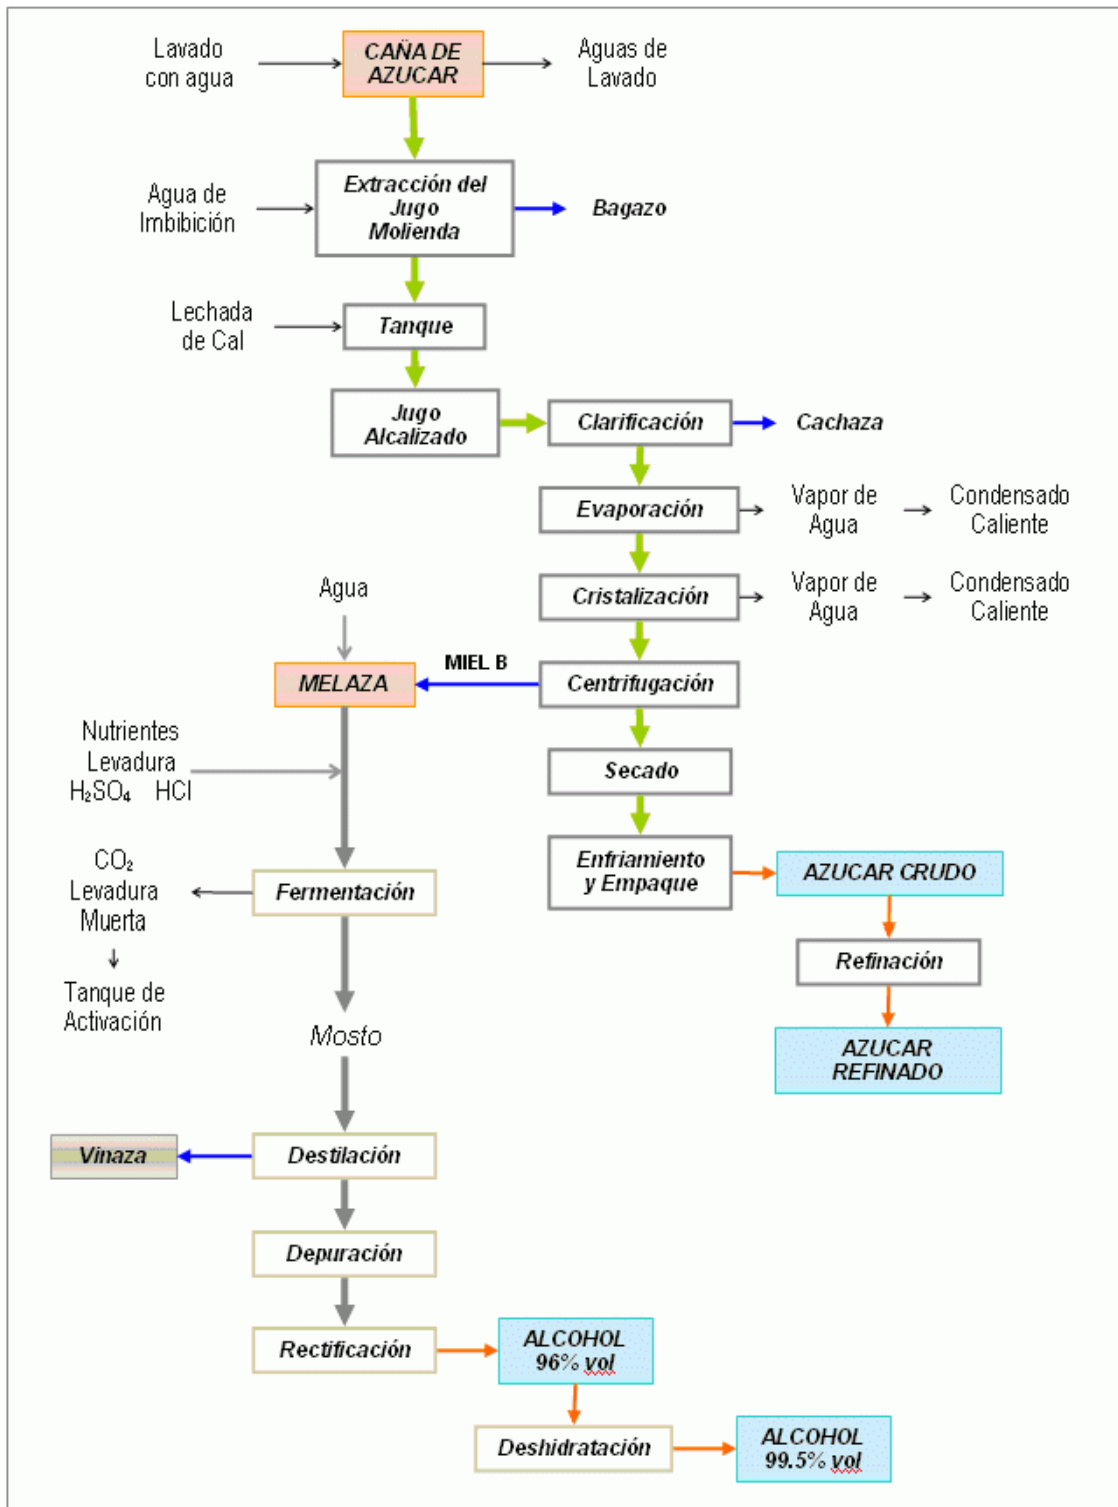 Lavado
con agua
CAÑA DE
AZUCAR
Aguas de
Lavado
Agua de
Imbibición
Extracción del
Jugo
Molienda
Bagazo
Lechada
de Cal
Tanque
Jugo
Alcalizado
Clarificación
Cachaza
Evaporación
Vapor de
Agua
Condensado
Caliente
Cristalización
Vapor de
Agua
Condensado
Caliente
Agua
MELAZA
MIEL B
Centrifugación
Nutrientes
Levadura
H₂SO₄ HCl
Secado
Enfriamiento
y Empaque
AZUCAR CRUDO
CO₂
Levadura
Muerta
Fermentación
Refinación
Tanque de
Activación
Mosto
AZUCAR
REFINADO
Vinaza
Destilación
Depuración
Rectificación
ALCOHOL
96% vol
Deshidratación
ALCOHOL
99.5% vol